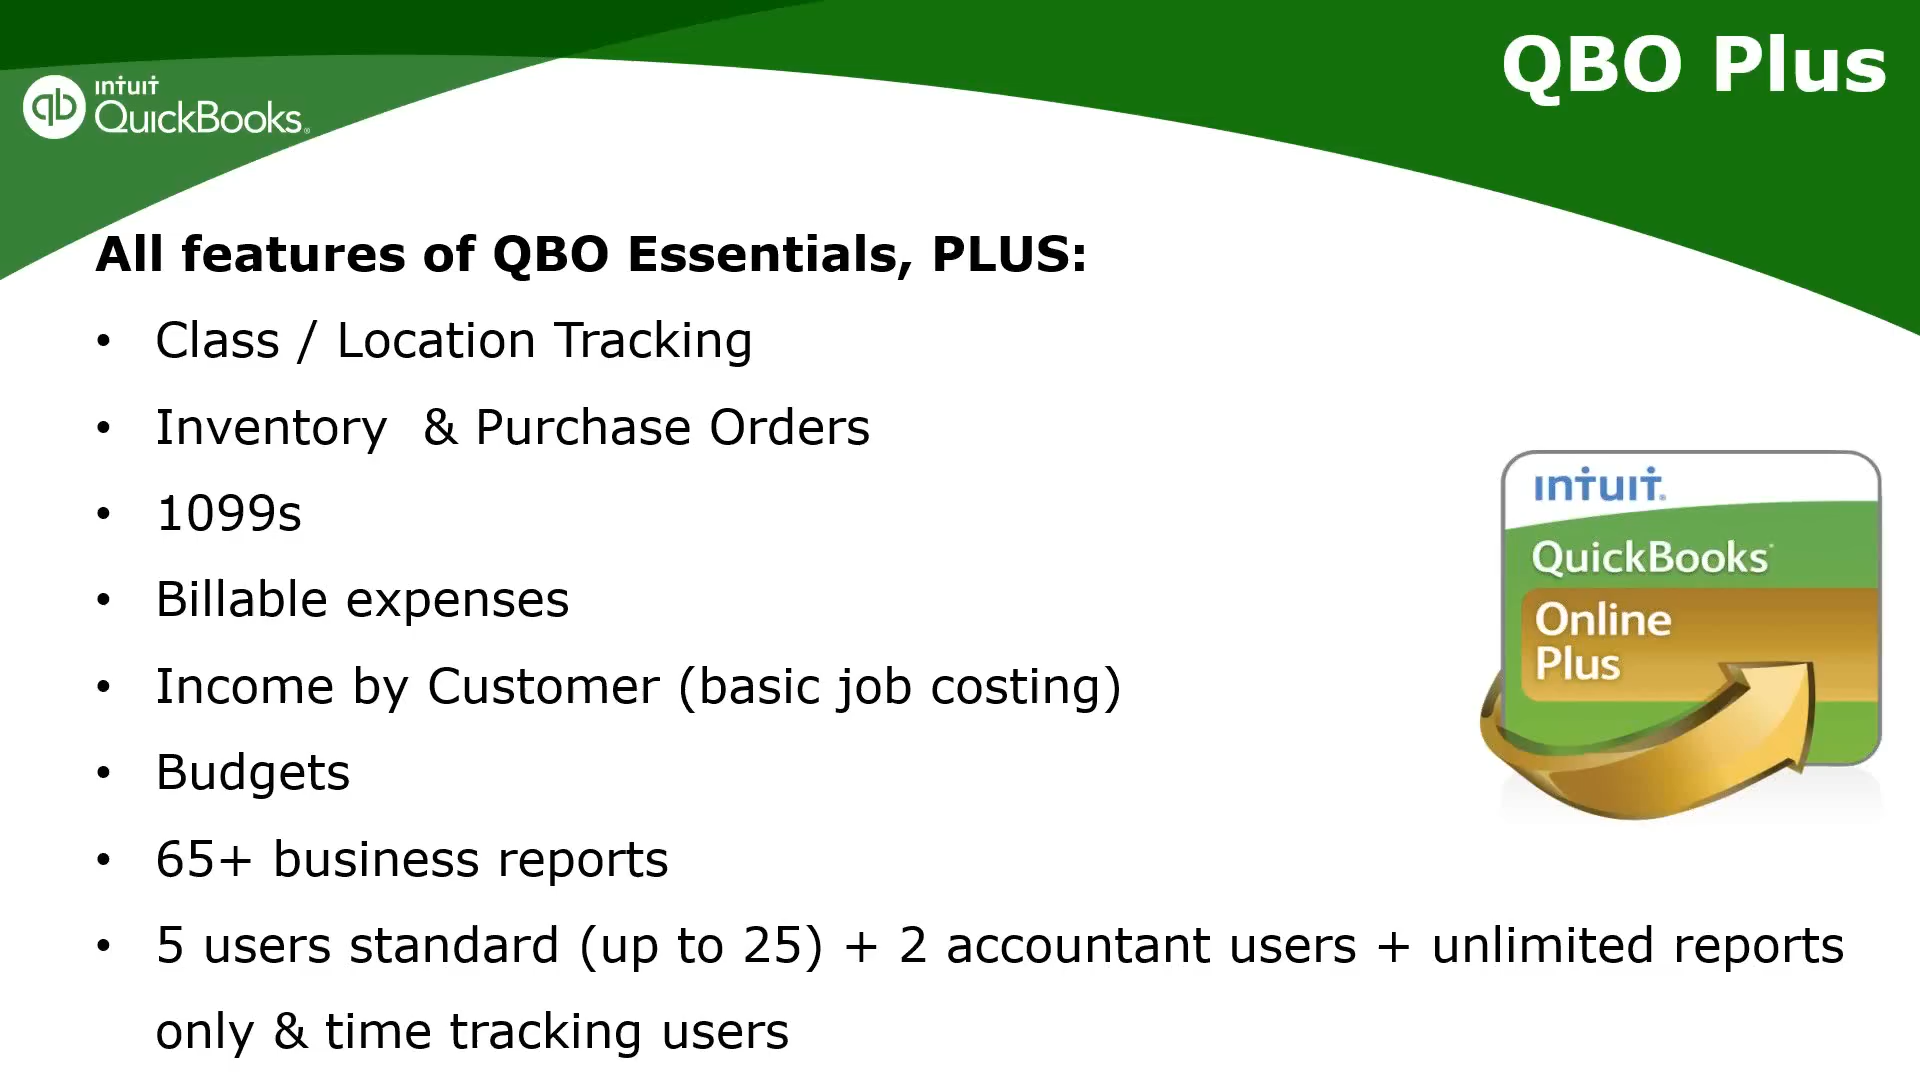 QBO Plus
intuit
QuickBooks®
All features of QBO Essentials, PLUS:
• Class / Location Tracking
• Inventory  & Purchase Orders
• 1099s
• Billable expenses
• Income by Customer (basic job costing)
• Budgets
• 65+ business reports
• 5 users standard (up to 25) + 2 accountant users + unlimited reports
only & time tracking users
intuit®
QuickBooks
Online
Plus